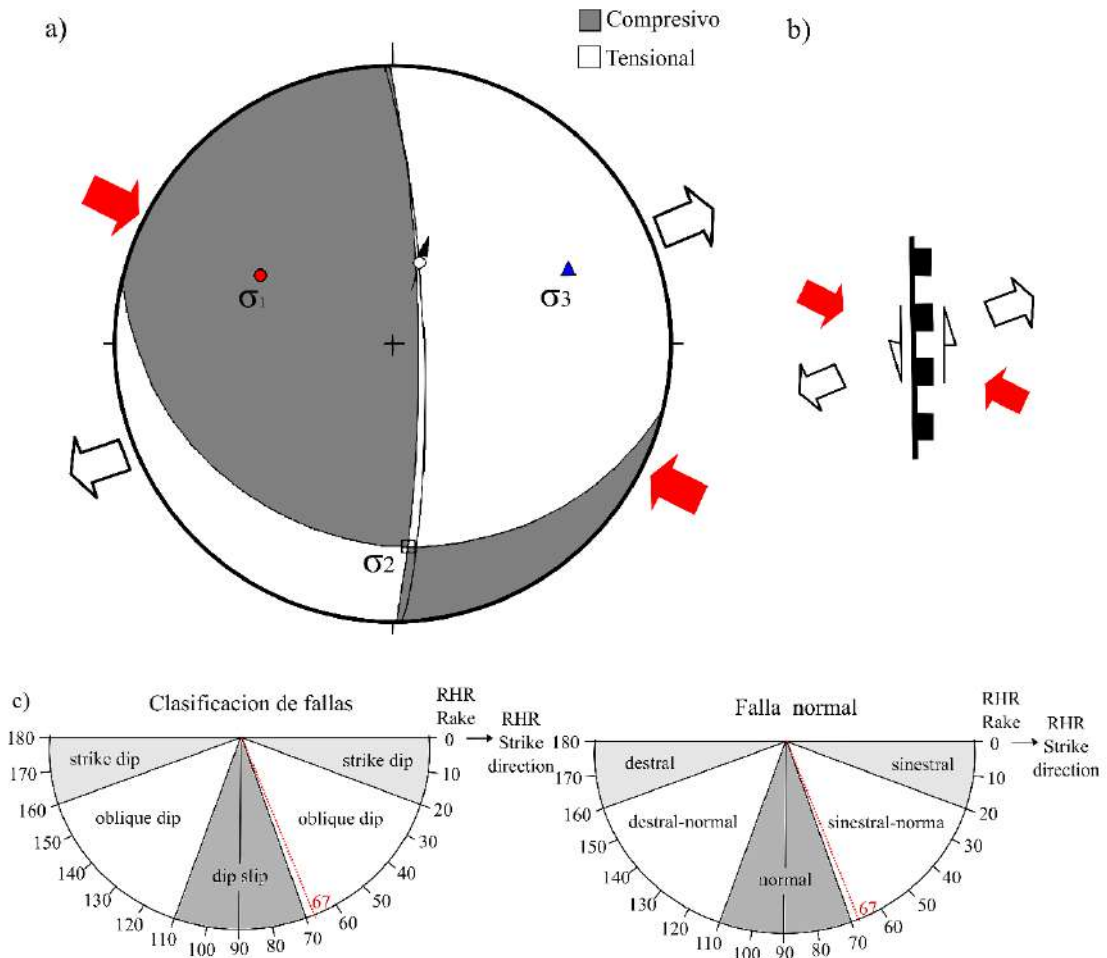 a)
Compresivo
Tensional
b)
σ1
σ3
σ2
c)
Clasificacion de fallas
RHR
Rake
RHR
Strike
direction
180
170
160
150
140
130
120
110
100
90
80
70
67
60
50
40
30
20
10
0
strike dip
strike dip
oblique dip
oblique dip
dip slip
Falla normal
RHR
Rake
RHR
Strike
direction
180
170
160
150
140
130
120
110
100
90
80
70
67
60
50
40
30
20
10
0
destral
sinestral
destral-normal
sinestral-norma
normal